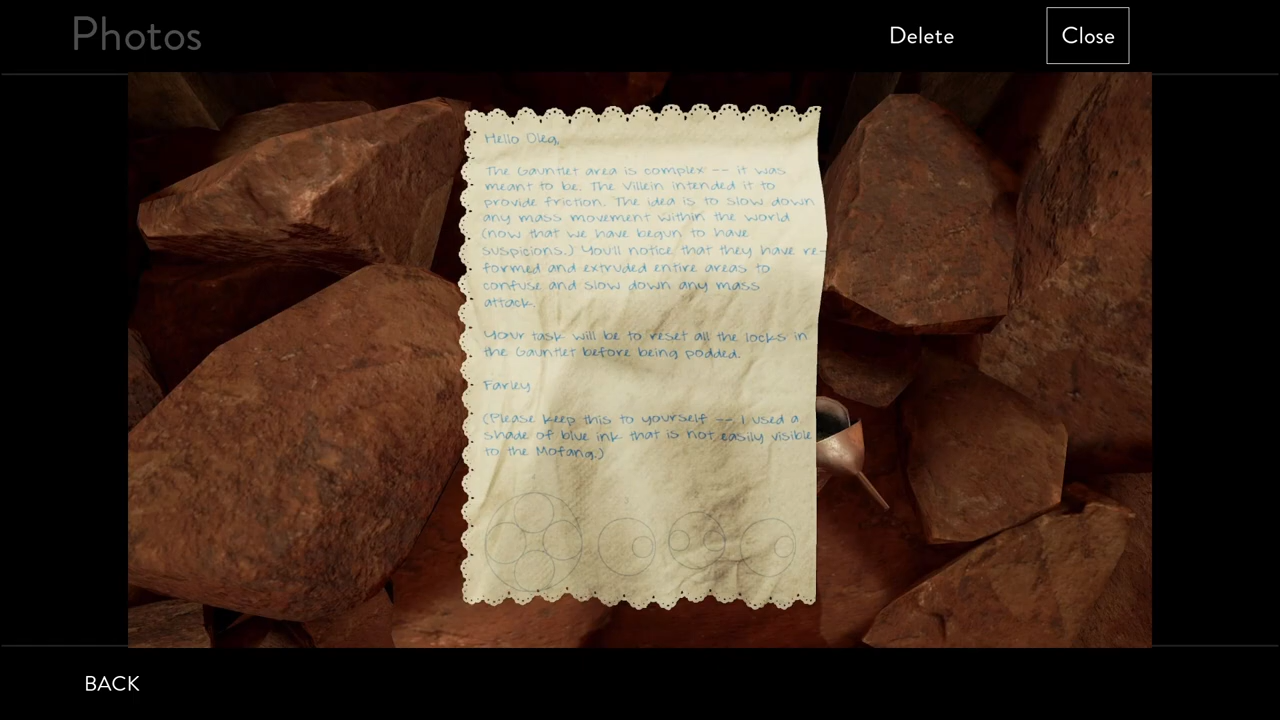 Photos
Delete
Close
Hello Oleg,
The Gauntlet area is complex -- it was
meant to be. The Villein intended it to
provide friction. The idea is to slow down
any mass movement within the world
(now that we have begun to have
suspicions.) You'll notice that they have re-
formed and extruded entire areas to
confuse and slow down any mass
attack.
Your task will be to reset all the locks in
the Gauntlet before being podded.
Farley
(Please keep this to yourself -- I used a
shade of blue ink that is not easily visible
to the Mofang.)
BACK